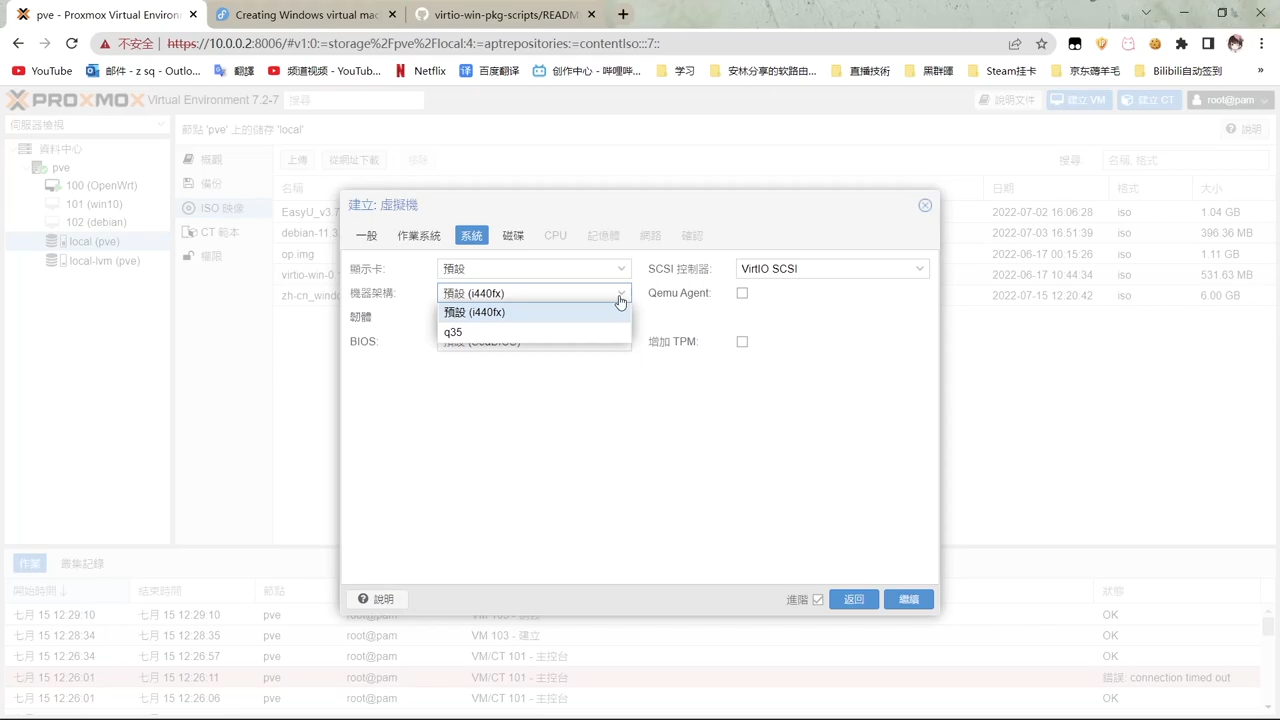 pve - Proxmox Virtual Environ
Creating Windows virtual mac
virtio-win-pkg-scripts/READM
不安全
https://10.0.0.2:8006/#v1:0:=storage%2Fpve%2Flocal:4:=aptrepositories:=contentIso:::7::
YouTube
邮件 - z sq - Outlo...
翻譯
频道视频 - YouTub...
Netflix
百度翻译
创作中心 - 哔哩哔...
学习
安林分享的软路由...
直播技術
黑群暉
Steam挂卡
京东薅羊毛
Bilibili自动签到
»
PROXMOX Virtual Environment 7.2-7
搜尋
說明文件
建立 VM
建立 CT
root@pam
伺服器檢視
節點 'pve' 上的儲存 'local'
說明
資料中心
pve
100 (OpenWrt)
101 (win10)
102 (debian)
local (pve)
local-lvm (pve)
概觀
備份
ISO 映像
CT 範本
權限
上傳
從網址下載
移除
搜尋:
名稱, 格式
名稱
日期
格式
大小
EasyU_v3.7
2022-07-02 16:06:28
iso
1.04 GB
debian-11.3
2022-07-03 16:51:39
iso
396.36 MB
op.img
2022-06-17 00:15:26
iso
1.11 GB
virtio-win-0
2022-06-17 10:44:34
iso
531.63 MB
zh-cn_windo
2022-07-15 12:20:42
iso
6.00 GB
建立: 虛擬機
一般
作業系統
系統
磁碟
CPU
記憶體
網路
確認
顯示卡:
預設
SCSI 控制器:
VirtIO SCSI
機器架構:
預設 (i440fx)
Qemu Agent:
韌體
預設 (i440fx)
q35
BIOS:
預設 (SeaBIOS)
增加 TPM:
說明
進階
返回
繼續
作業
叢集記錄
開始時間 ↓
結束時間
節點
狀態
七月 15 12:29:10
七月 15 12:29:10
pve
root@pam
OK
七月 15 12:28:34
七月 15 12:28:35
pve
root@pam
VM 103 - 建立
OK
七月 15 12:26:34
七月 15 12:26:57
pve
root@pam
VM/CT 101 - 主控台
OK
七月 15 12:26:01
七月 15 12:26:11
pve
root@pam
VM/CT 101 - 主控台
錯誤: connection timed out
七月 15 12:26:01
七月 15 12:26:06
pve
root@pam
VM/CT 101 - 主控台
OK